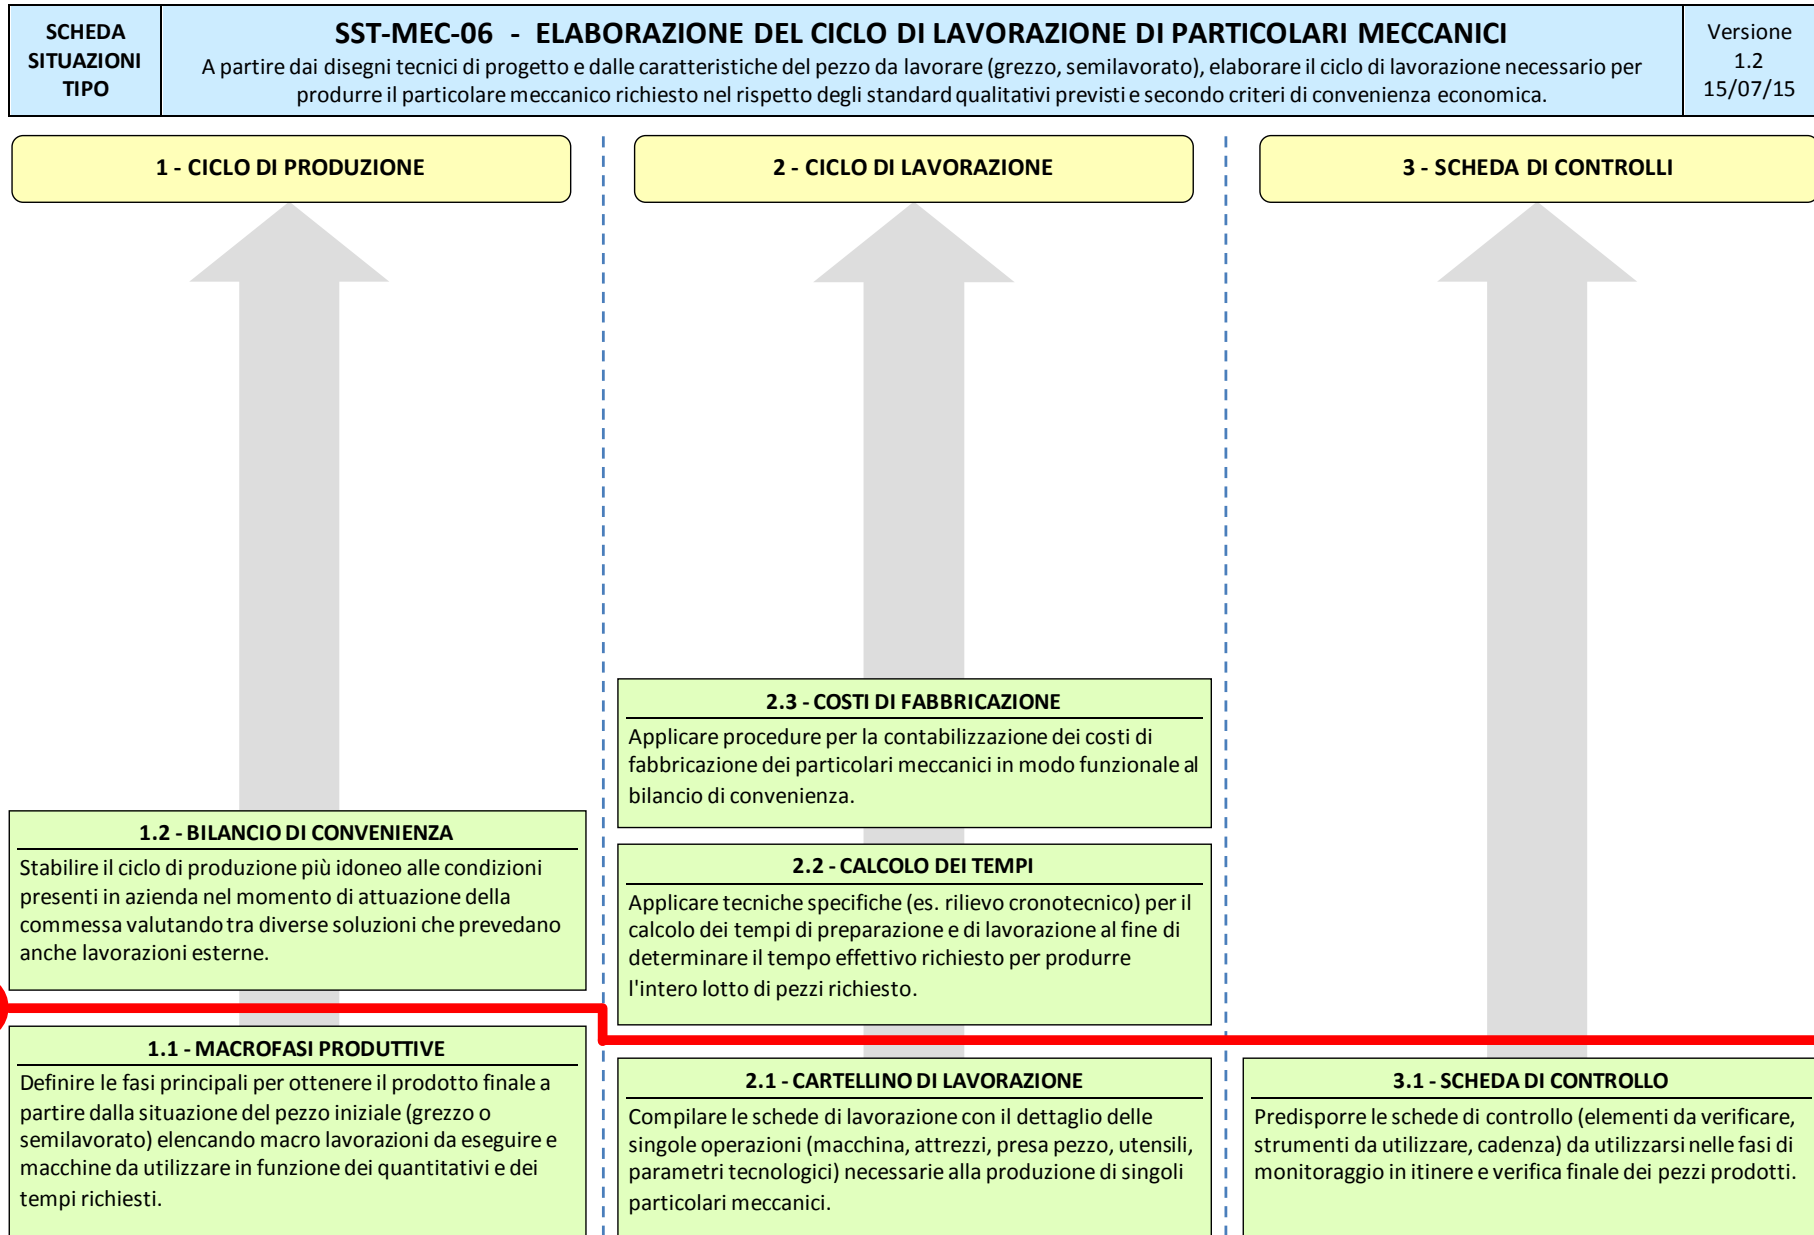 SCHEDA
SITUAZIONI
TIPO
SST-MEC-06 - ELABORAZIONE DEL CICLO DI LAVORAZIONE DI PARTICOLARI MECCANICI
A partire dai disegni tecnici di progetto e dalle caratteristiche del pezzo da lavorare (grezzo, semilavorato), elaborare il ciclo di lavorazione necessario per
produrre il particolare meccanico richiesto nel rispetto degli standard qualitativi previsti e secondo criteri di convenienza economica.
Versione
1.2
15/07/15
1 - CICLO DI PRODUZIONE
1.2 - BILANCIO DI CONVENIENZA
Stabilire il ciclo di produzione più idoneo alle condizioni
presenti in azienda nel momento di attuazione della
commessa valutando tra diverse soluzioni che prevedano
anche lavorazioni esterne.
1.1 - MACROFASI PRODUTTIVE
Definire le fasi principali per ottenere il prodotto finale a
partire dalla situazione del pezzo iniziale (grezzo o
semilavorato) elencando macro lavorazioni da eseguire e
macchine da utilizzare in funzione dei quantitativi e dei
tempi richiesti.
2 - CICLO DI LAVORAZIONE
2.3 - COSTI DI FABBRICAZIONE
Applicare procedure per la contabilizzazione dei costi di
fabbricazione dei particolari meccanici in modo funzionale al
bilancio di convenienza.
2.2 - CALCOLO DEI TEMPI
Applicare tecniche specifiche (es. rilievo cronotecnico) per il
calcolo dei tempi di preparazione e di lavorazione al fine di
determinare il tempo effettivo richiesto per produrre
l'intero lotto di pezzi richiesto.
2.1 - CARTELLINO DI LAVORAZIONE
Compilare le schede di lavorazione con il dettaglio delle
singole operazioni (macchina, attrezzi, presa pezzo, utensili,
parametri tecnologici) necessarie alla produzione di singoli
particolari meccanici.
3 - SCHEDA DI CONTROLLI
3.1 - SCHEDA DI CONTROLLO
Predisporre le schede di controllo (elementi da verificare,
strumenti da utilizzare, cadenza) da utilizzarsi nelle fasi di
monitoraggio in itinere e verifica finale dei pezzi prodotti.